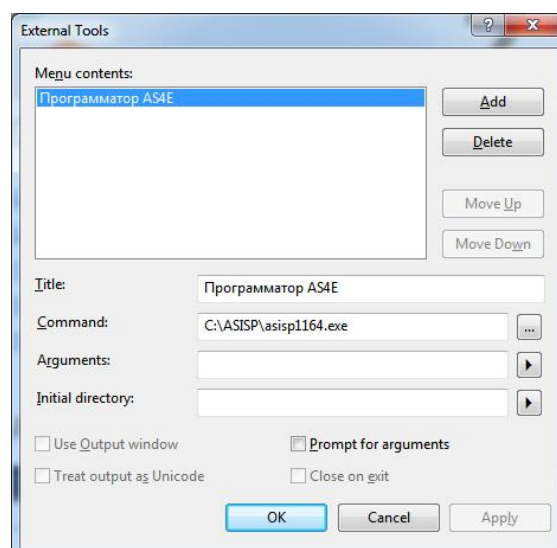 External Tools
Menu contents:
Программатор AS4E
Add
Delete
Move Up
Move Down
Title:
Программатор AS4E
Command:
C:\ASISP\asisp1164.exe
...
Arguments:
Initial directory:
Use Output window
Prompt for arguments
Treat output as Unicode
Close on exit
OK
Cancel
Apply